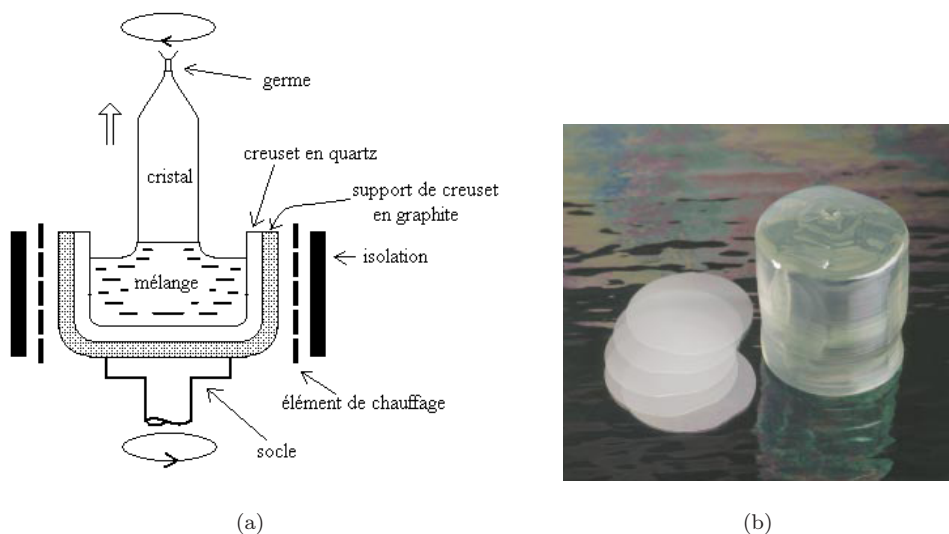 germe
creuset en quartz
cristal
support de creuset
en graphite
isolation
mélange
élément de chauffage
socle
(a)
(b)